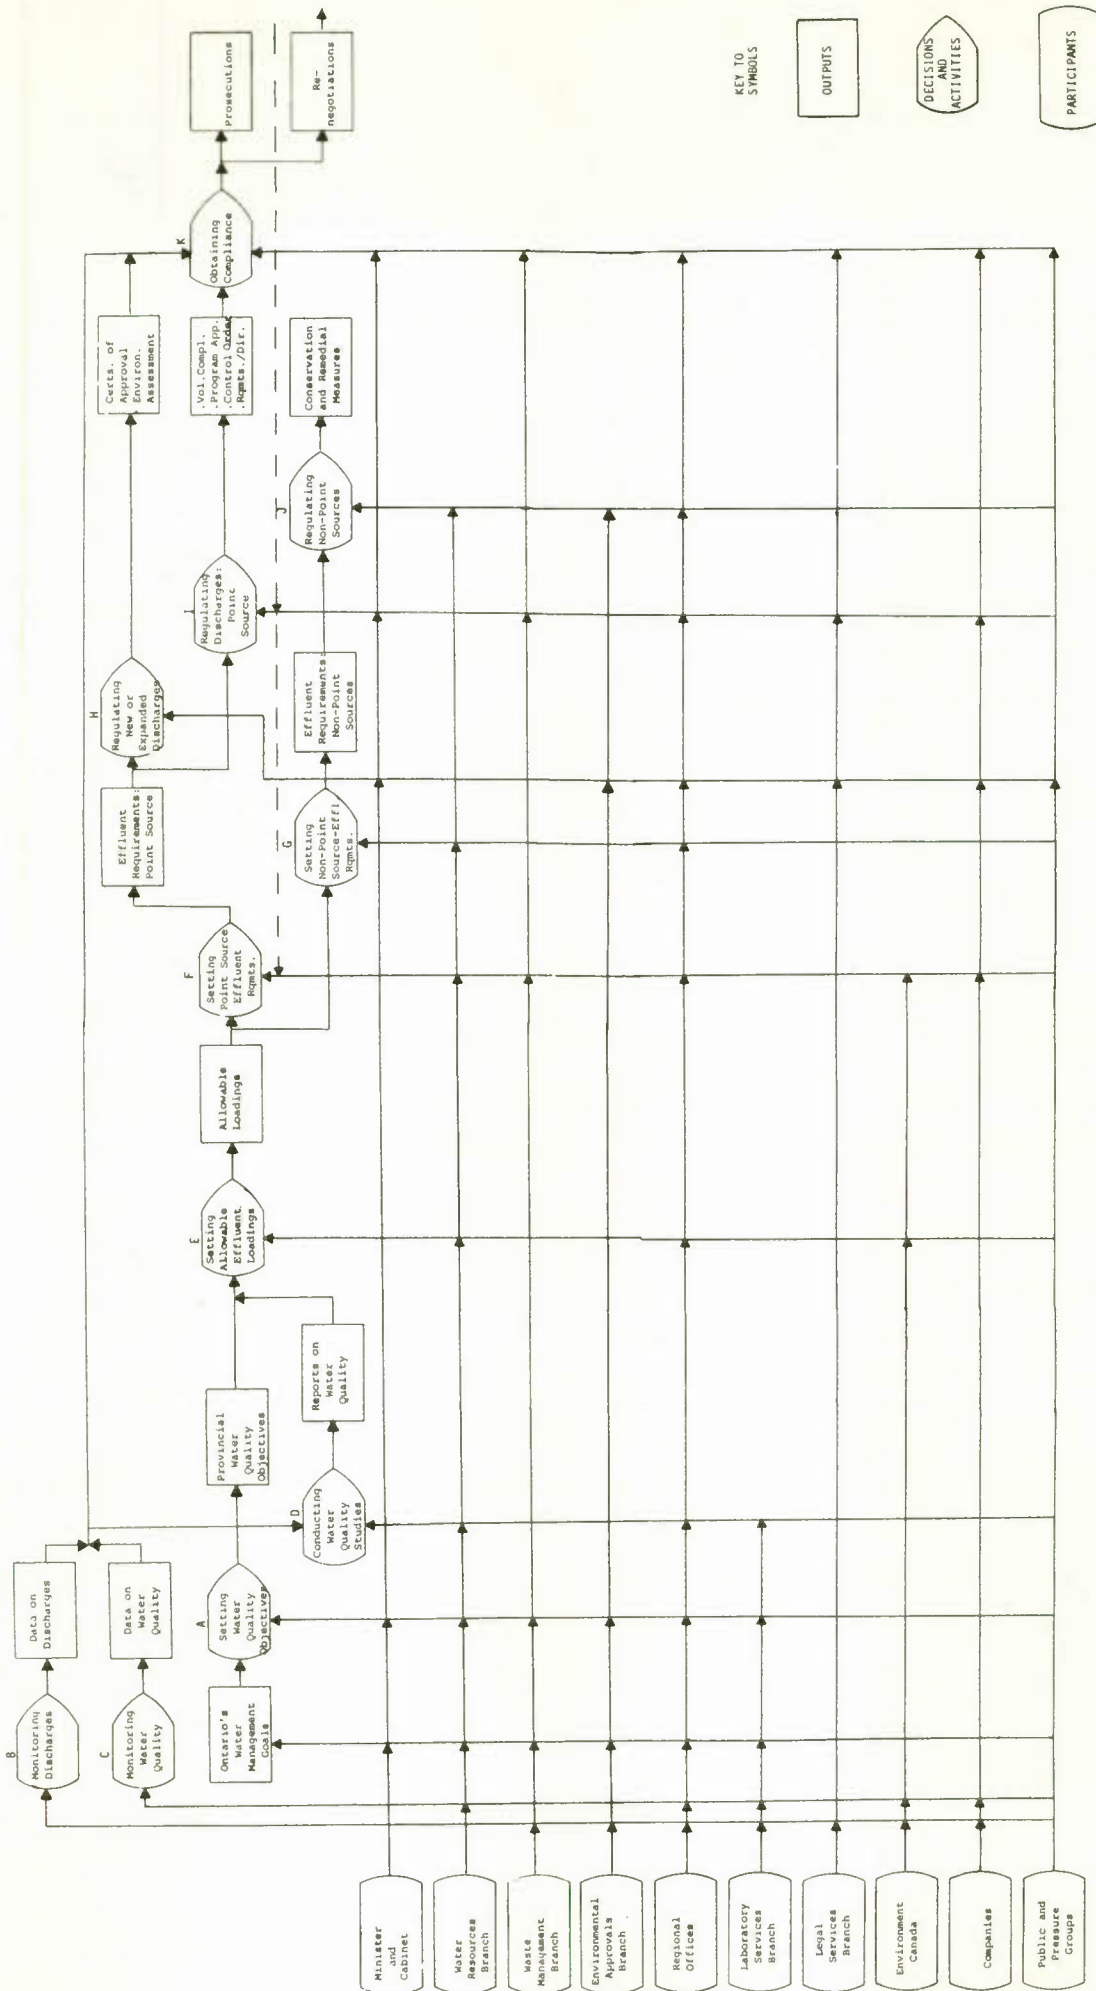 Prosecutions
Re-
negotiations
KEY TO
SYMBOLS
OUTPUTS
DECISIONS
AND
ACTIVITIES
PARTICIPANTS
K
Obtaining
Compliance
Certs. of
Approval
Environ.
Assessment
.Vol.Compl.
.Program App.
.Control Order
.Rqmts./Dir.
Conservation
and Remedial
Measures
J
Regulating
Non-Point
Sources
I
Regulating
Discharges:
Point
Source
H
Regulating
New or
Expanded
Discharges
Effluent
Requirements:
Non-Point
Sources
Effluent
Requirements:
Point Source
G
Setting
Non-Point
Source-Effl
Rqmts.
F
Setting
Point Source
Effluent
Rqmts.
Allowable
Loadings
E
Setting
Allowable
Effluent
Loadings
Reports on
Water
Quality
Provincial
Water
Quality
Objectives
D
Conducting
Water
Quality
Studies
A
Setting
Water
Quality
Objectives
Data on
Discharges
Data on
Water
Quality
B
Monitoring
Discharges
C
Monitoring
Water
Quality
Ontario's
Water
Management
Goals
Minister
and
Cabinet
Water
Resources
Branch
Waste
Management
Branch
Environmental
Approvals
Branch
Regional
Offices
Laboratory
Services
Branch
Legal
Services
Branch
Environment
Canada
Companies
Public and
Pressure
Groups